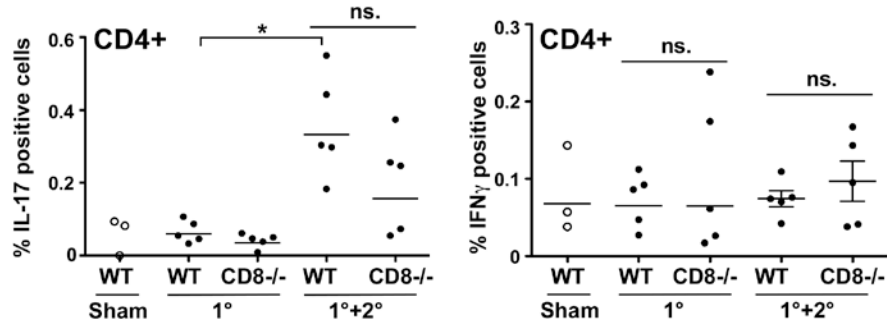 CD4+
% IL-17 positive cells
0.6
0.4
0.2
0
*
ns.
WT WT CD8-/- WT CD8-/-
Sham 1° 1°+2°
CD4+
% IFNγ positive cells
0.3
0.2
0.1
0.0
ns.
ns.
WT WT CD8-/- WT CD8-/-
Sham 1° 1°+2°